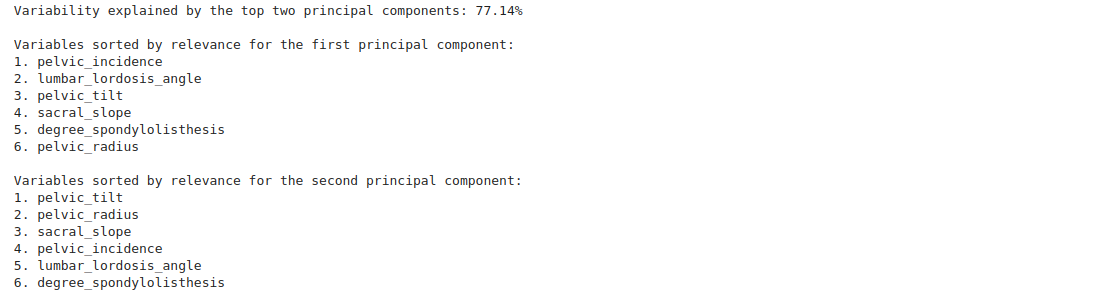 Variability explained by the top two principal components: 77.14%

Variables sorted by relevance for the first principal component:
1. pelvic_incidence
2. lumbar_lordosis_angle
3. pelvic_tilt
4. sacral_slope
5. degree_spondylolisthesis
6. pelvic_radius

Variables sorted by relevance for the second principal component:
1. pelvic_tilt
2. pelvic_radius
3. sacral_slope
4. pelvic_incidence
5. lumbar_lordosis_angle
6. degree_spondylolisthesis